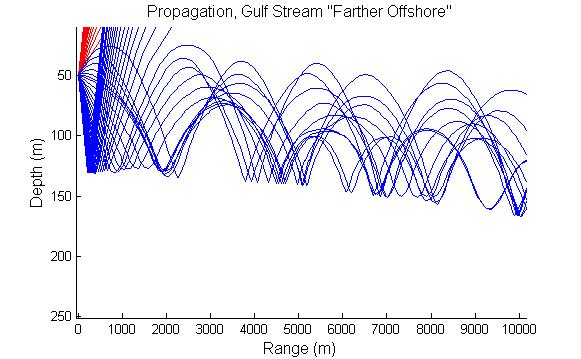 Propagation, Gulf Stream "Farther Offshore"
50
100
150
200
250
Depth (m)
0 1000 2000 3000 4000 5000 6000 7000 8000 9000 10000
Range (m)